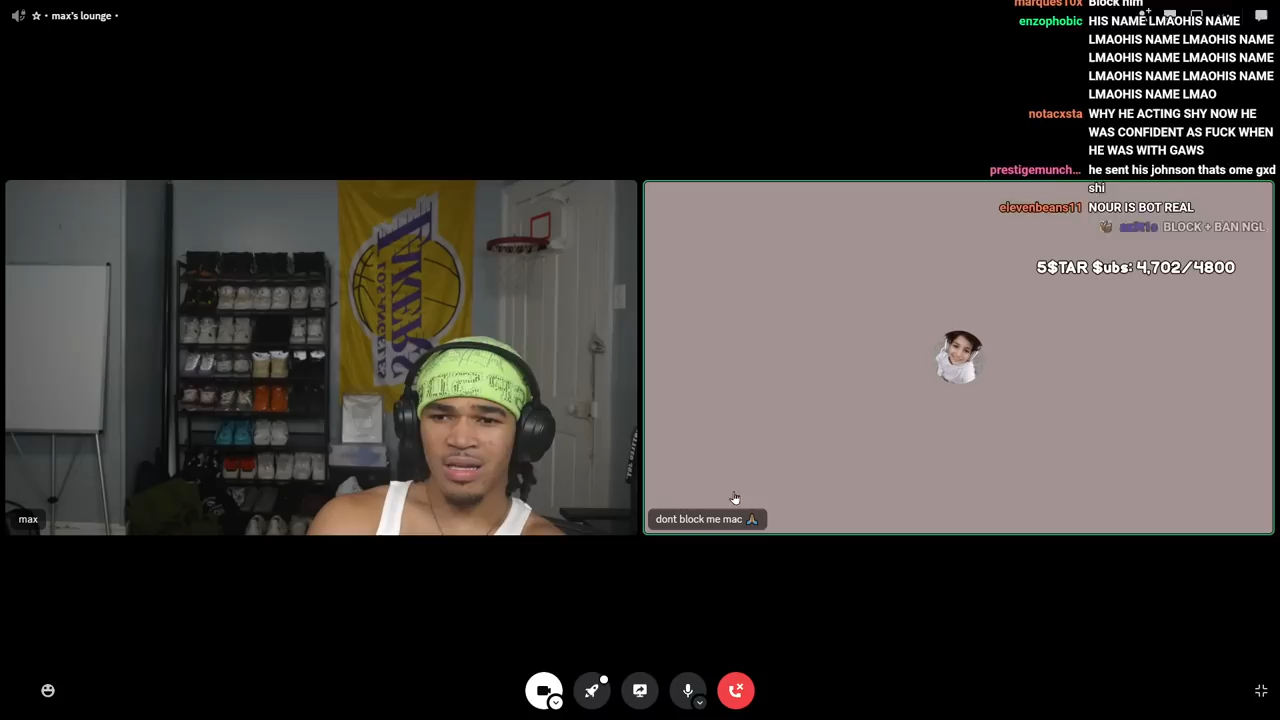 ☆ · max's lounge ·
marques10x Block him
enzophobic HIS NAME LMAOHIS NAME
LMAOHIS NAME LMAOHIS NAME
LMAOHIS NAME LMAOHIS NAME
LMAOHIS NAME LMAOHIS NAME
LMAOHIS NAME LMAO
notacxsta WHY HE ACTING SHY NOW HE
WAS CONFIDENT AS FUCK WHEN
HE WAS WITH GAWS
prestigemunch... he sent his johnson thats ome gxd
shi
elevenbeans11 NOUR IS BOT REAL
BLOCK + BAN NGL
5$TAR $ubs: 4,702/4800
LAKERS
LOS ANGELES
max
dont block me mac 🙏🏾